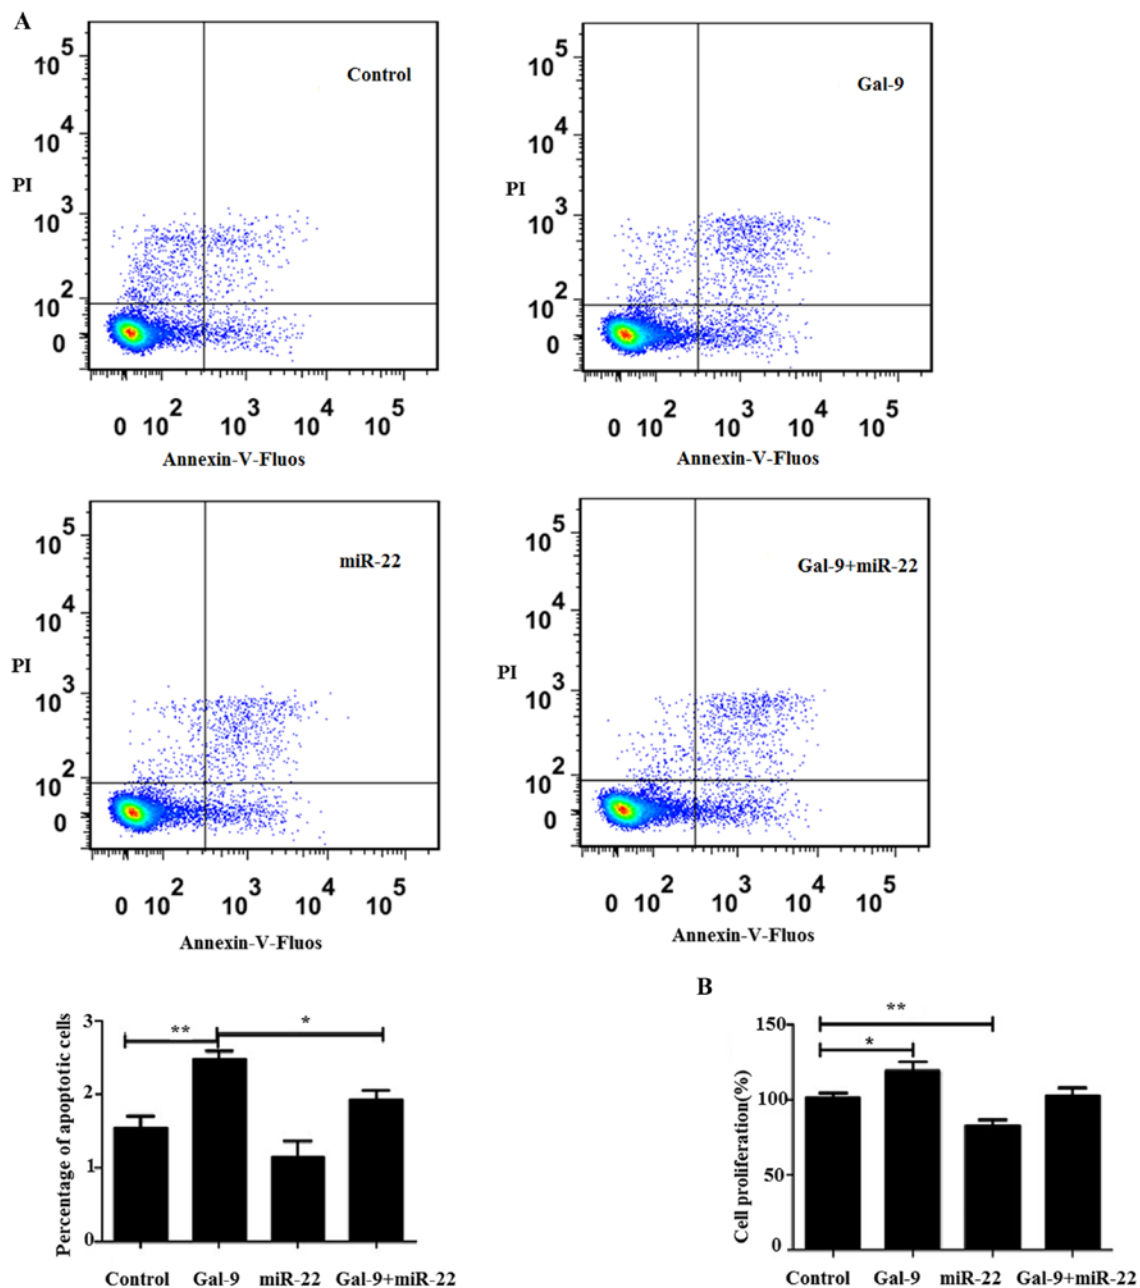 A
10^5
10^4
PI
10^3
10^2
0
Control
0 10^2 10^3 10^4 10^5
Annexin-V-Fluos
10^5
10^4
PI
10^3
10^2
0
Gal-9
0 10^2 10^3 10^4 10^5
Annexin-V-Fluos
10^5
10^4
PI
10^3
10^2
0
miR-22
0 10^2 10^3 10^4 10^5
Annexin-V-Fluos
10^5
10^4
PI
10^3
10^2
0
Gal-9+miR-22
0 10^2 10^3 10^4 10^5
Annexin-V-Fluos
Percentage of apoptotic cells
3
2
1
0
**
*
Control Gal-9 miR-22 Gal-9+miR-22
B
Cell proliferation(%)
150
100
50
0
**
*
Control Gal-9 miR-22 Gal-9+miR-22